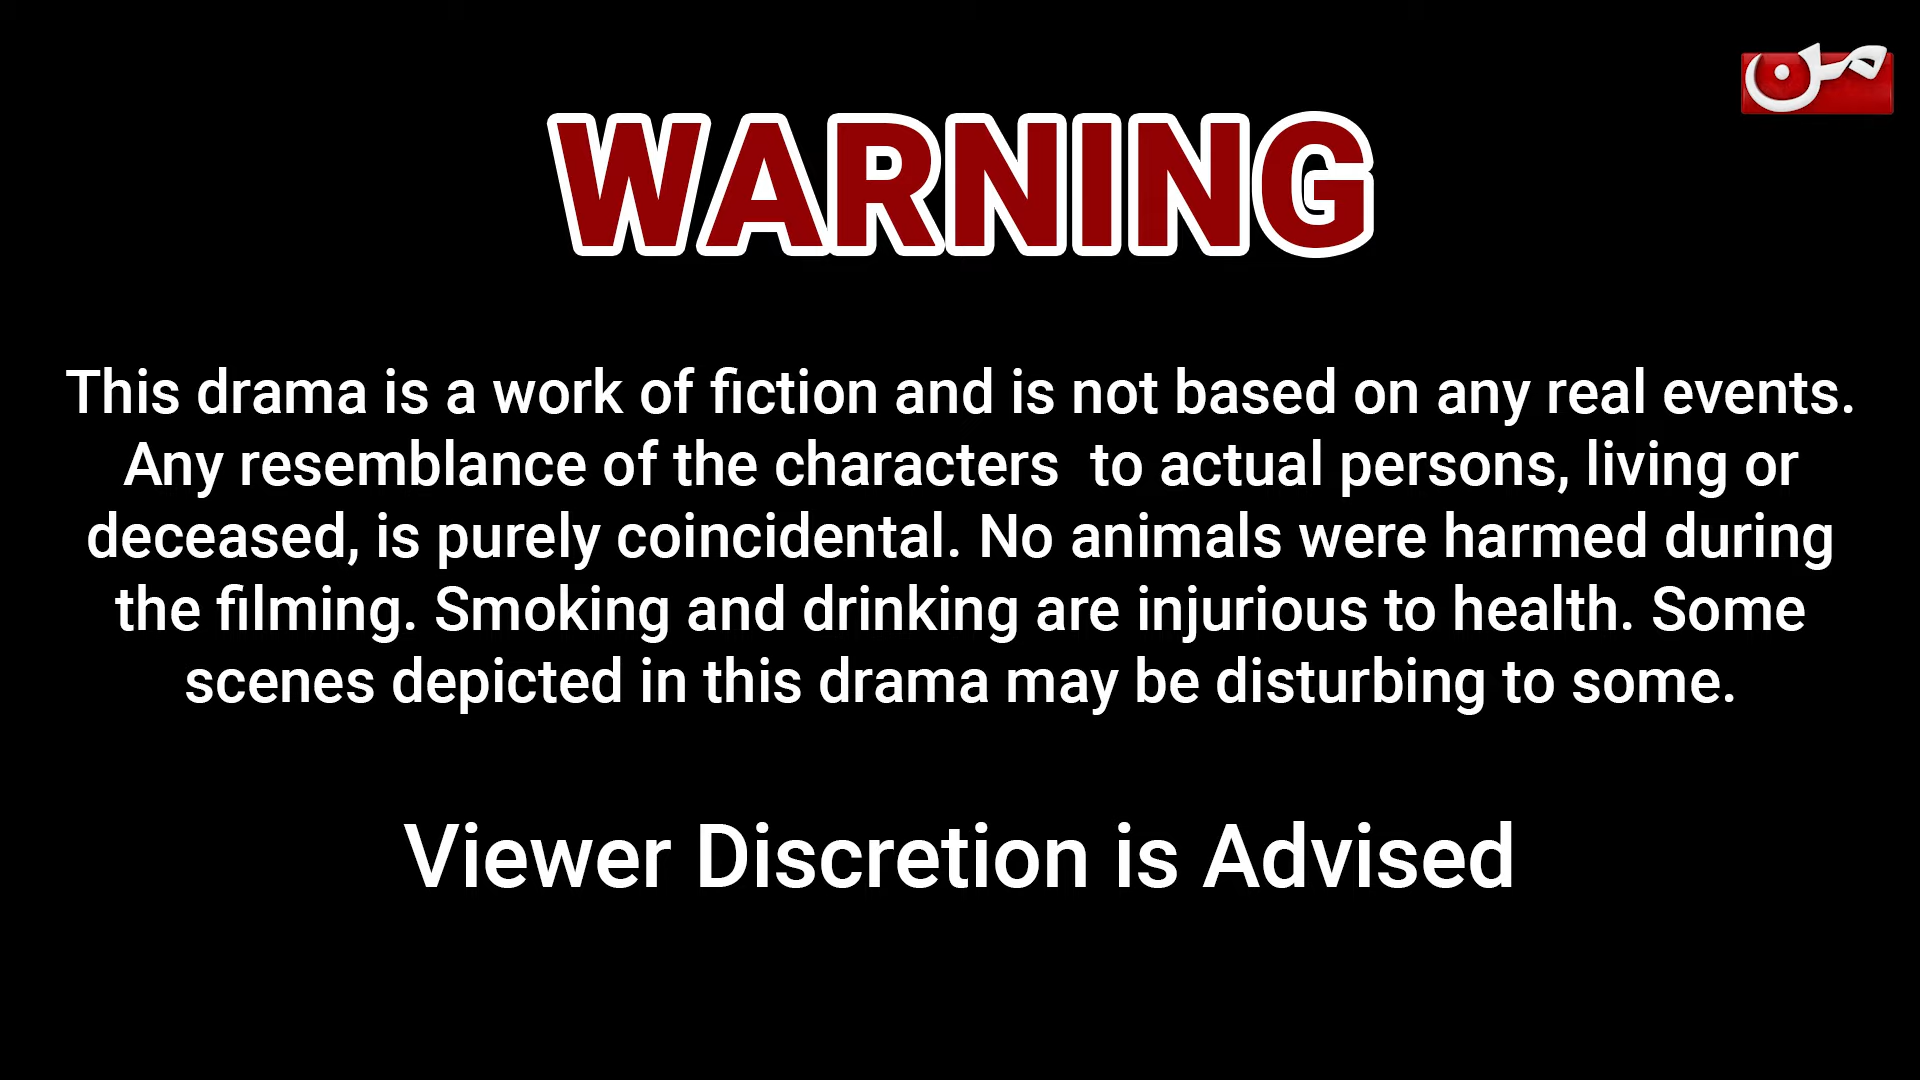 من
WARNING
This drama is a work of fiction and is not based on any real events.
Any resemblance of the characters  to actual persons, living or
deceased, is purely coincidental. No animals were harmed during
the filming. Smoking and drinking are injurious to health. Some
scenes depicted in this drama may be disturbing to some.
Viewer Discretion is Advised